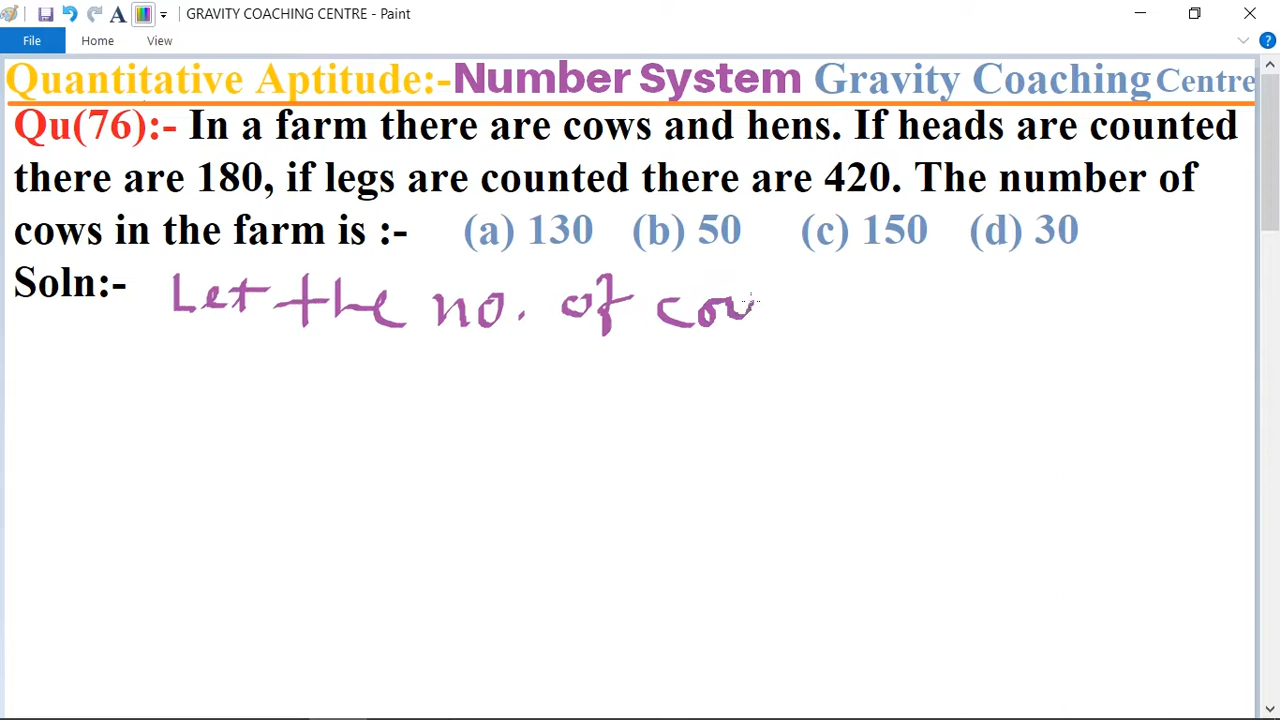 GRAVITY COACHING CENTRE - Paint
File Home View
Quantitative Aptitude:-Number System Gravity Coaching Centre
Qu(76):- In a farm there are cows and hens. If heads are counted
there are 180, if legs are counted there are 420. The number of
cows in the farm is :- (a) 130 (b) 50 (c) 150 (d) 30
Soln:- Let the no. of cow